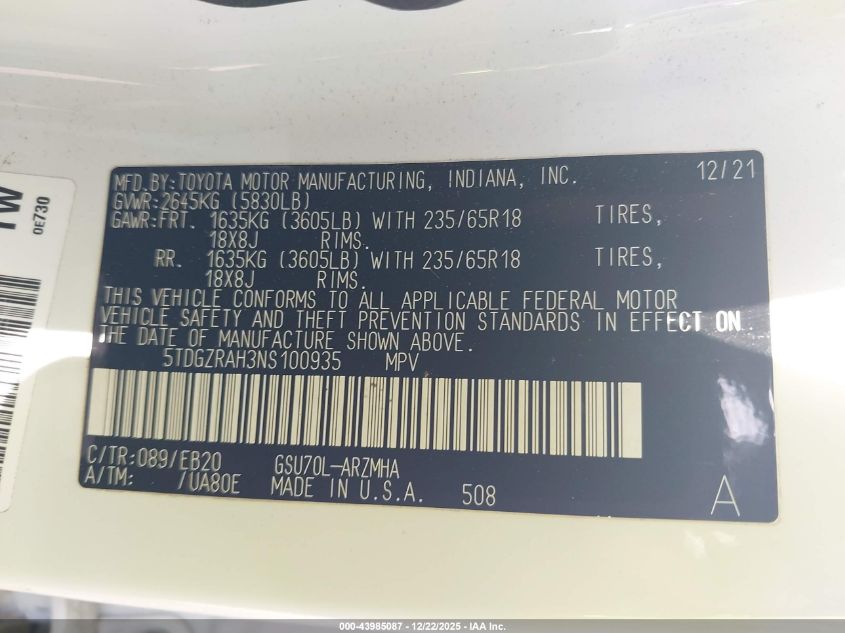 MFD.BY:TOYOTA MOTOR MANUFACTURING, INDIANA, INC. 12/21
GVWR:2645KG (5830LB)
GAWR:FRT. 1635KG (3605LB) WITH 235/65R18 TIRES,
18X8J RIMS.
RR. 1635KG (3605LB) WITH 235/65R18 TIRES,
18X8J RIMS.
THIS VEHICLE CONFORMS TO ALL APPLICABLE FEDERAL MOTOR
VEHICLE SAFETY AND THEFT PREVENTION STANDARDS IN EFFECT ON
THE DATE OF MANUFACTURE SHOWN ABOVE.
5TDGZRAH3NS100935 MPV
C/TR:089/EB20 GSU70L-ARZMHA
A/TM: /UA80E MADE IN U.S.A. 508 A
0E730
000-43985087 - 12/22/2025 - IAA Inc.